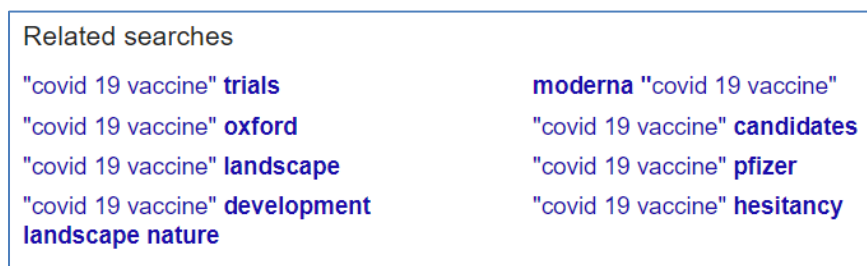 Related searches
"covid 19 vaccine" trials
"covid 19 vaccine" oxford
"covid 19 vaccine" landscape
"covid 19 vaccine" development
landscape nature
moderna "covid 19 vaccine"
"covid 19 vaccine" candidates
"covid 19 vaccine" pfizer
"covid 19 vaccine" hesitancy